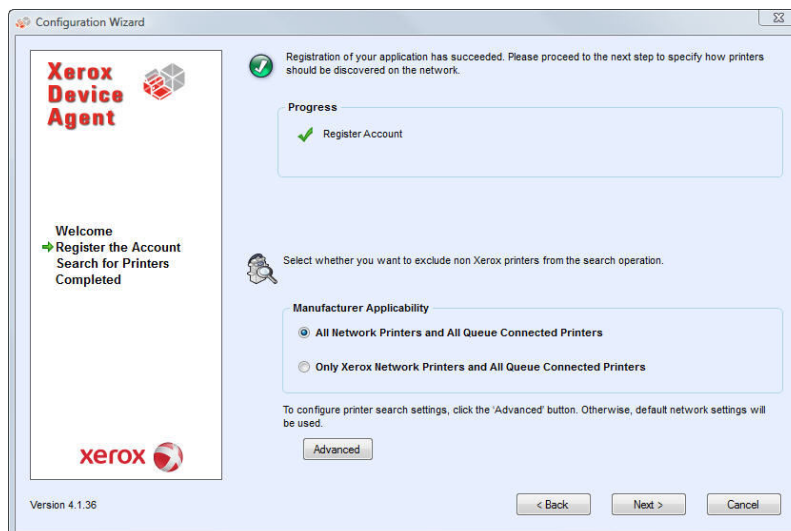 Configuration Wizard
Xerox
Device
Agent
Welcome
Register the Account
Search for Printers
Completed
xerox
Version 4.1.36
Registration of your application has succeeded. Please proceed to the next step to specify how printers
should be discovered on the network.
Progress
Register Account
Select whether you want to exclude non Xerox printers from the search operation.
Manufacturer Applicability
All Network Printers and All Queue Connected Printers
Only Xerox Network Printers and All Queue Connected Printers
To configure printer search settings, click the 'Advanced' button. Otherwise, default network settings will
be used.
Advanced
< Back
Next >
Cancel